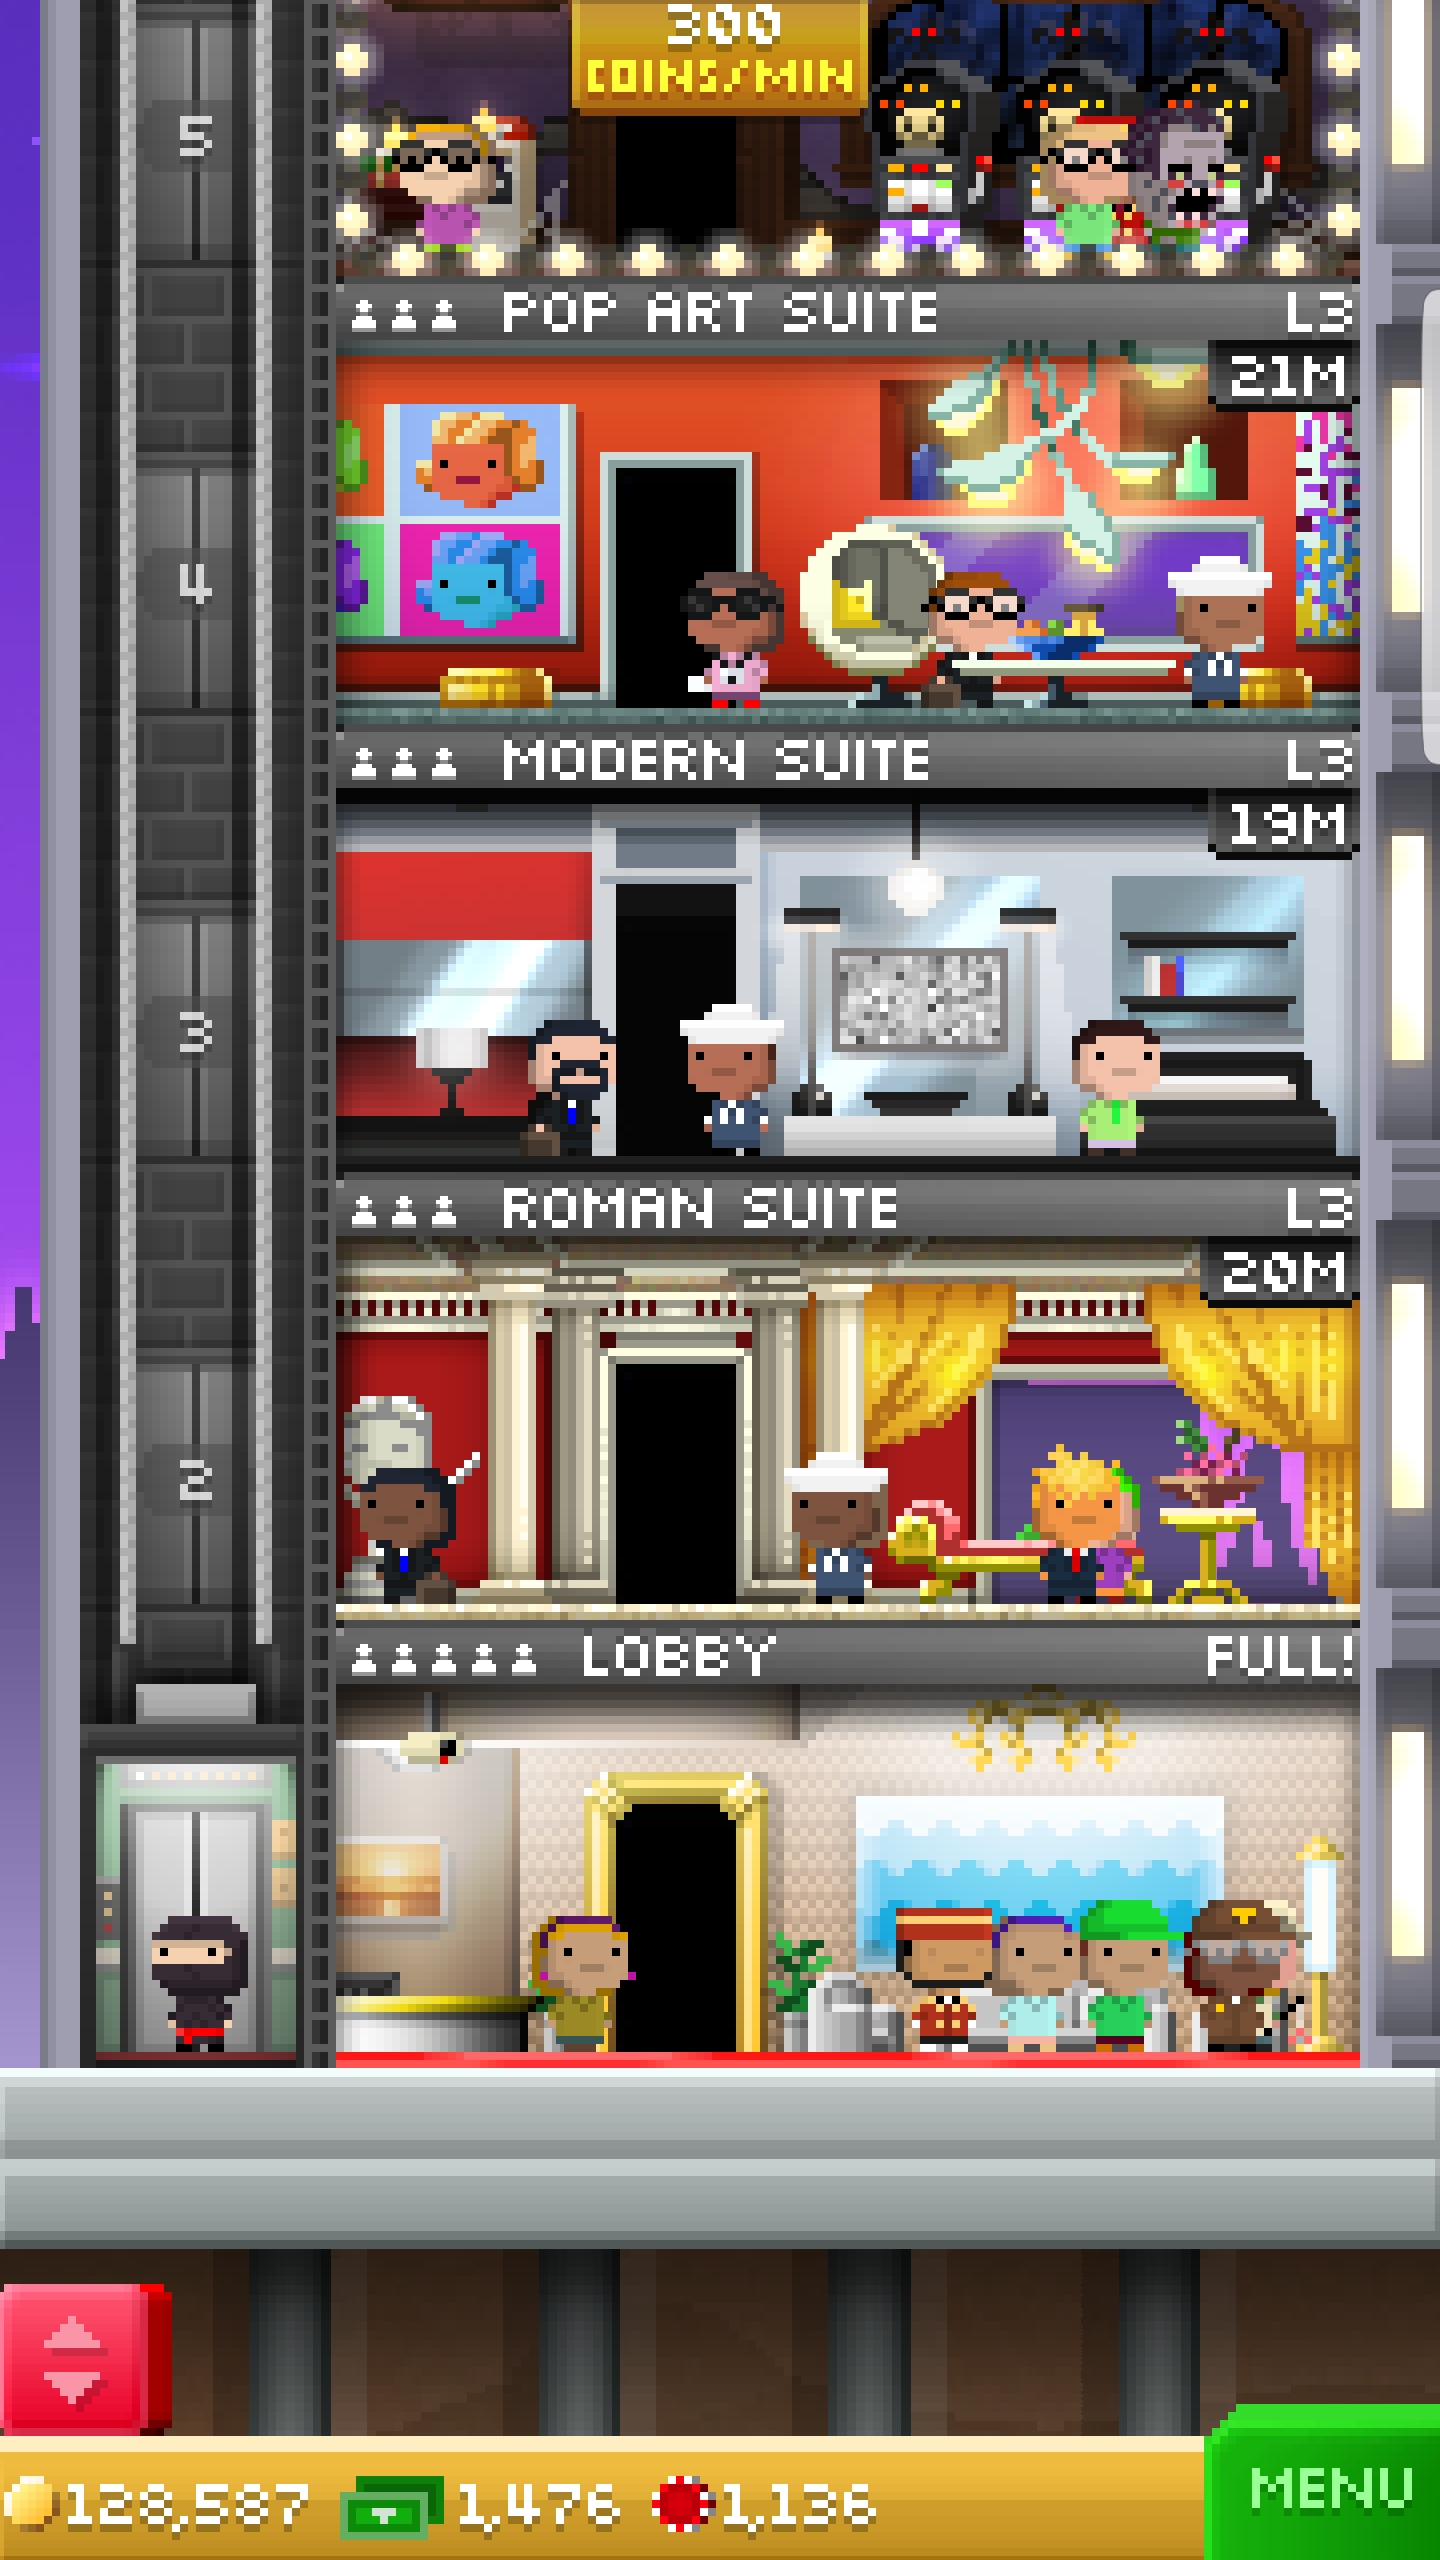 300
COINS/MIN
5
POP ART SUITE L3
21M
4
MODERN SUITE L3
19M
3
ROMAN SUITE L3
20M
2
LOBBY FULL!
128,587 1,476 1,136
MENU